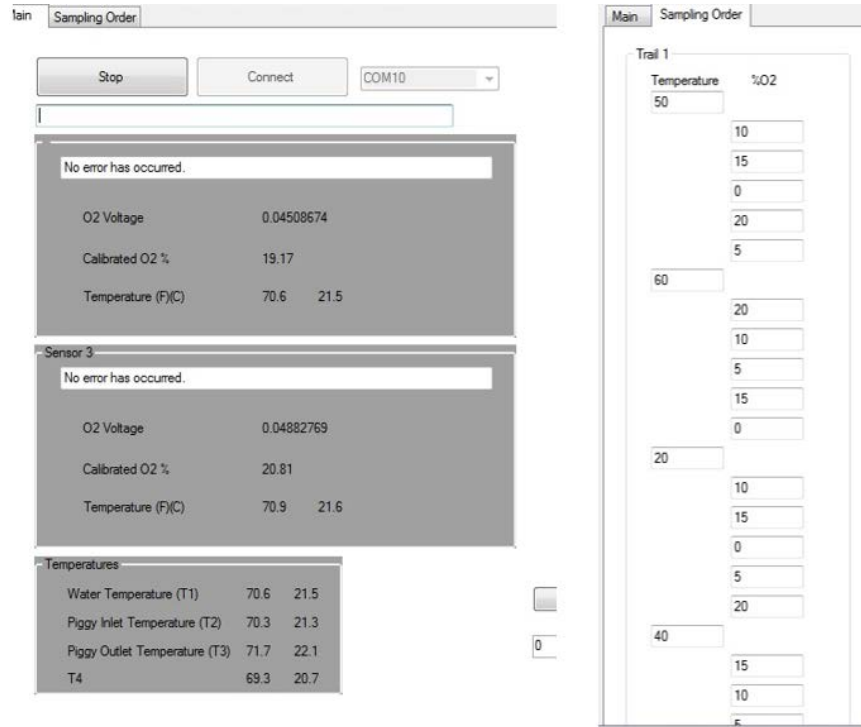 Main Sampling Order
Stop Connect COM10
No error has occurred.
O2 Voltage 0.04508674
Calibrated O2 % 19.17
Temperature (F)(C) 70.6 21.5
Sensor 3
No error has occurred.
O2 Voltage 0.04882769
Calibrated O2 % 20.81
Temperature (F)(C) 70.9 21.6
Temperatures
Water Temperature (T1) 70.6 21.5
Piggy Inlet Temperature (T2) 70.3 21.3
Piggy Outlet Temperature (T3) 71.7 22.1
T4 69.3 20.7
0
Main Sampling Order
Trail 1
Temperature %O2
50
10
15
0
20
5
60
20
10
5
15
0
20
10
15
0
5
20
40
15
10
5